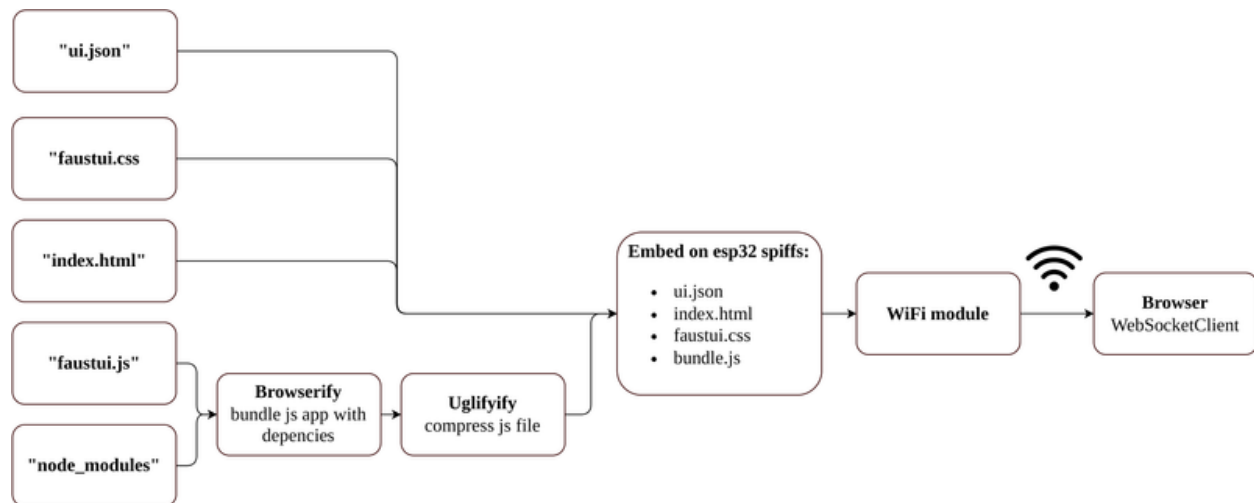 "ui.json"
"faustui.css
"index.html"
"faustui.js"
"node_modules"
Browserify
bundle js app with
depencies
Uglifyify
compress js file
Embed on esp32 spiffs:
• ui.json
• index.html
• faustui.css
• bundle.js
WiFi module
Browser
WebSocketClient